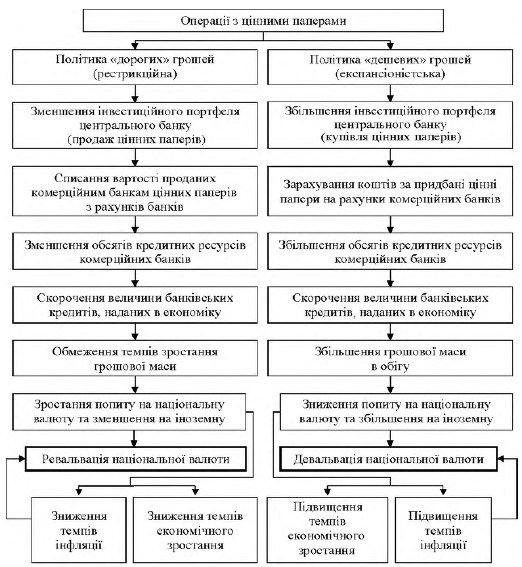 Операції з цінними паперами
Політика «дорогих» грошей
(рестрикційна)
Зменшення інвестиційного портфеля
центрального банку
(продаж цінних паперів)
Списання вартості проданих
комерційним банкам цінних паперів
з рахунків банків
Зменшення обсягів кредитних ресурсів
комерційних банків
Скорочення величини банківських
кредитів, наданих в економіку
Обмеження темпів зростання
грошової маси
Зростання попиту на національну
валюту та зменшення на іноземну
Ревальвація національної валюти
Зниження
темпів
інфляції
Зниження темпів
економічного
зростання
Політика «дешевих» грошей
(експансіоністська)
Збільшення інвестиційного портфеля
центрального банку
(купівля цінних паперів)
Зарахування коштів за придбані цінні
папери на рахунки комерційних банків
Збільшення обсягів кредитних ресурсів
комерційних банків
Скорочення величини банківських
кредитів, наданих в економіку
Збільшення грошової маси
в обігу
Зниження попиту на національну
валюту та збільшення на іноземну
Девальвація національної валюти
Підвищення
темпів
економічного
зростання
Підвищення
темпів
інфляції